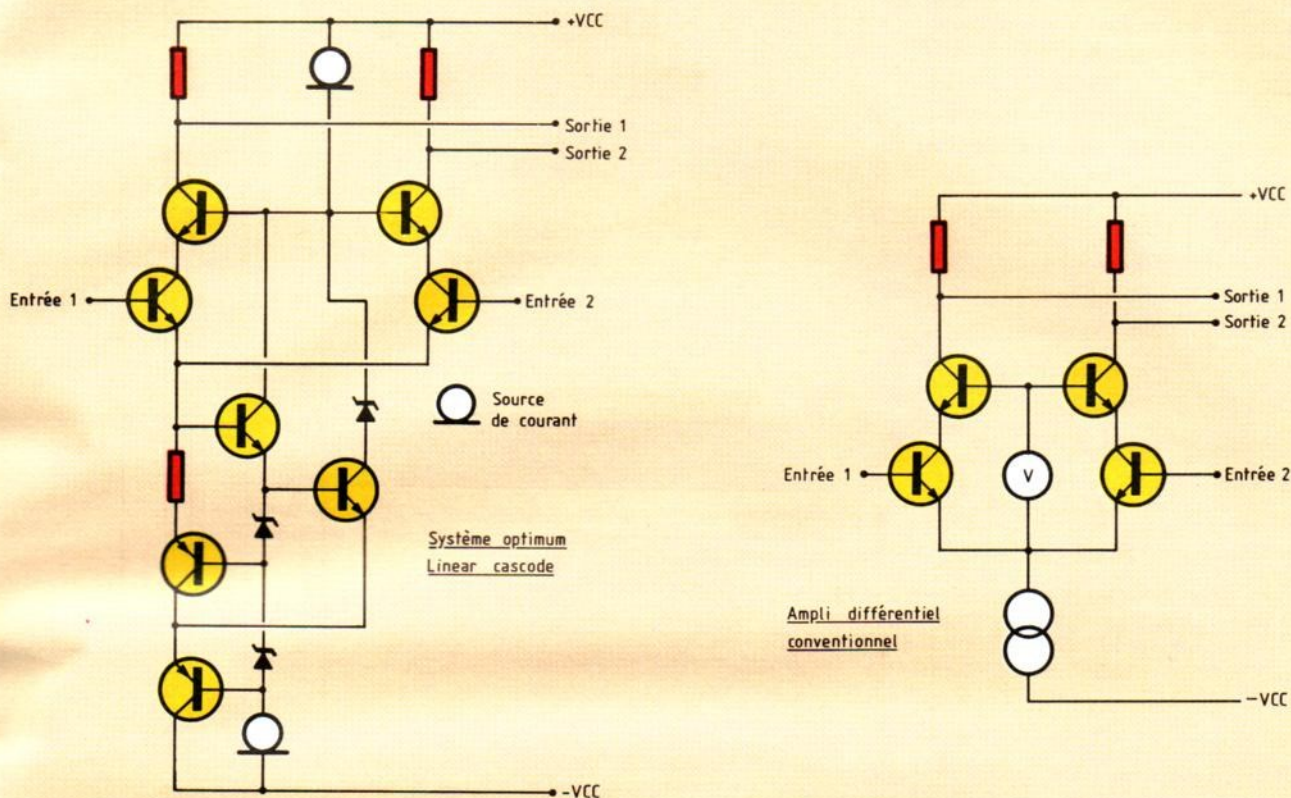 +VCC
Sortie 1
Sortie 2
Entrée 1
Entrée 2
Source
de courant
Système optimum
Linear cascode
-VCC
+VCC
Sortie 1
Sortie 2
Entrée 1
V
Entrée 2
Ampli différentiel
conventionnel
-VCC